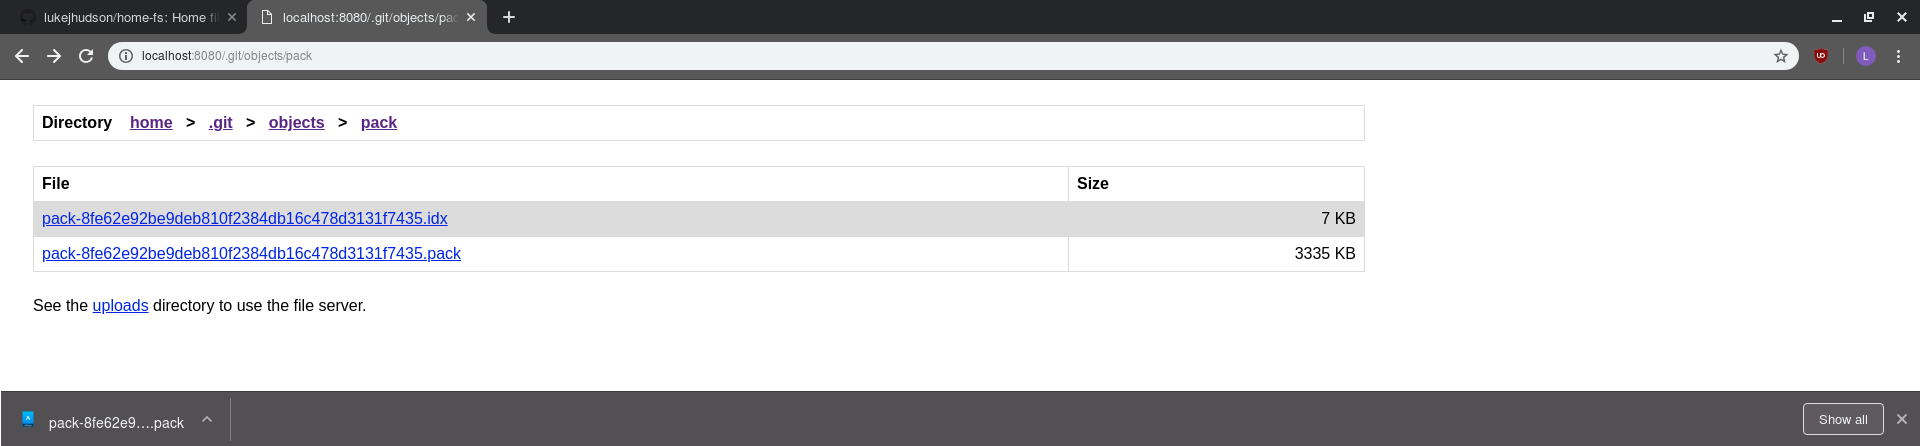 lukejhudson/home-fs: Home fi
localhost:8080/.git/objects/pac
localhost:8080/.git/objects/pack
L
Directory home > .git > objects > pack
File Size
pack-8fe62e92be9deb810f2384db16c478d3131f7435.idx 7 KB
pack-8fe62e92be9deb810f2384db16c478d3131f7435.pack 3335 KB
See the uploads directory to use the file server.
pack-8fe62e9….pack
Show all